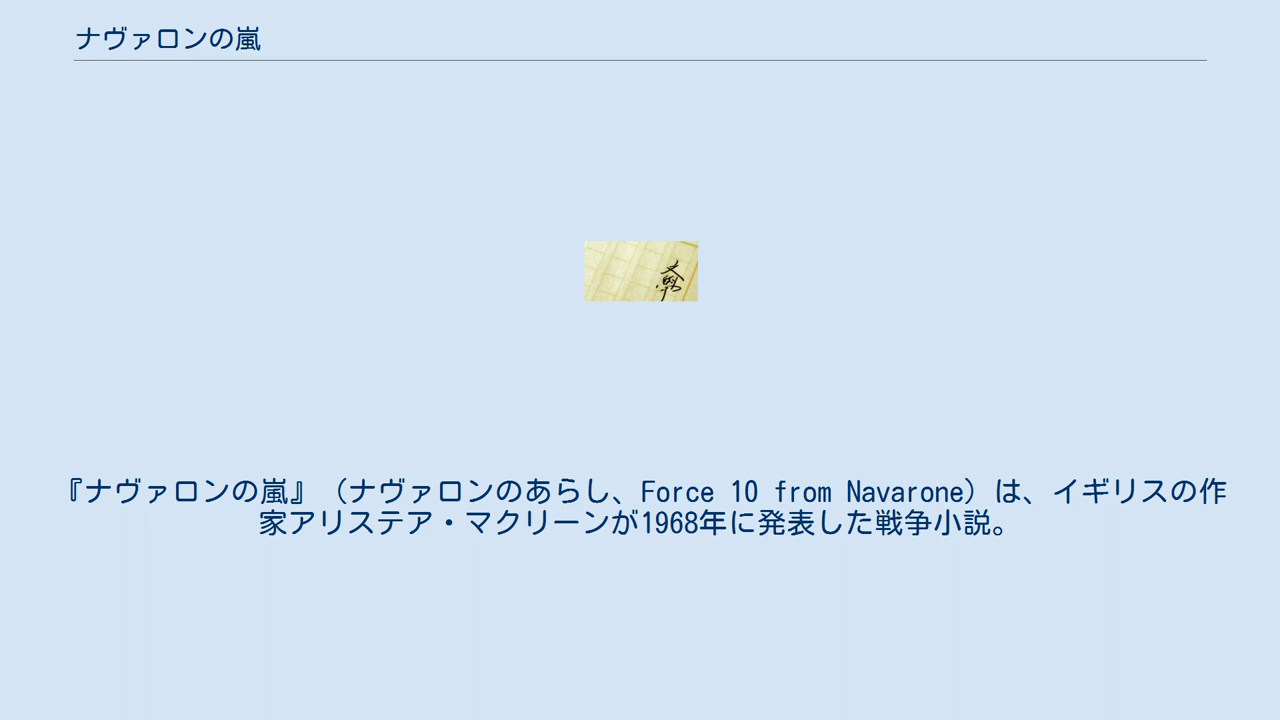 ナヴァロンの嵐
『ナヴァロンの嵐』（ナヴァロンのあらし、Force 10 from Navarone）は、イギリスの作
家アリステア・マクリーンが1968年に発表した戦争小説。